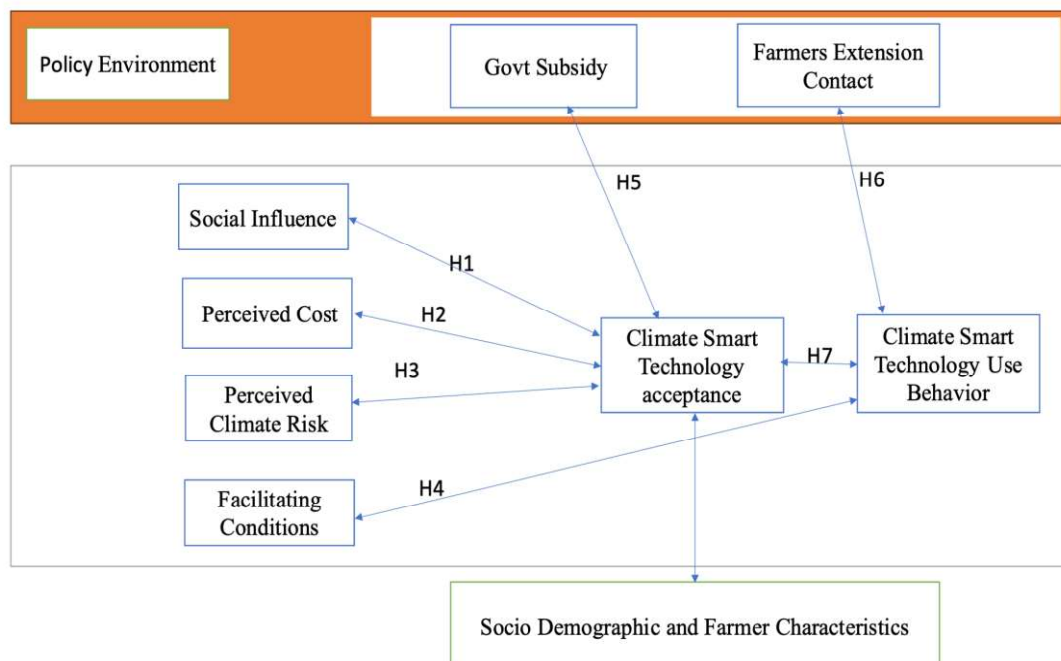 Policy Environment
Govt Subsidy
Farmers Extension
Contact
H5
H6
Social Influence
H1
Perceived Cost
H2
Climate Smart
Technology
acceptance
H7
Climate Smart
Technology Use
Behavior
H3
Perceived
Climate Risk
H4
Facilitating
Conditions
Socio Demographic and Farmer Characteristics